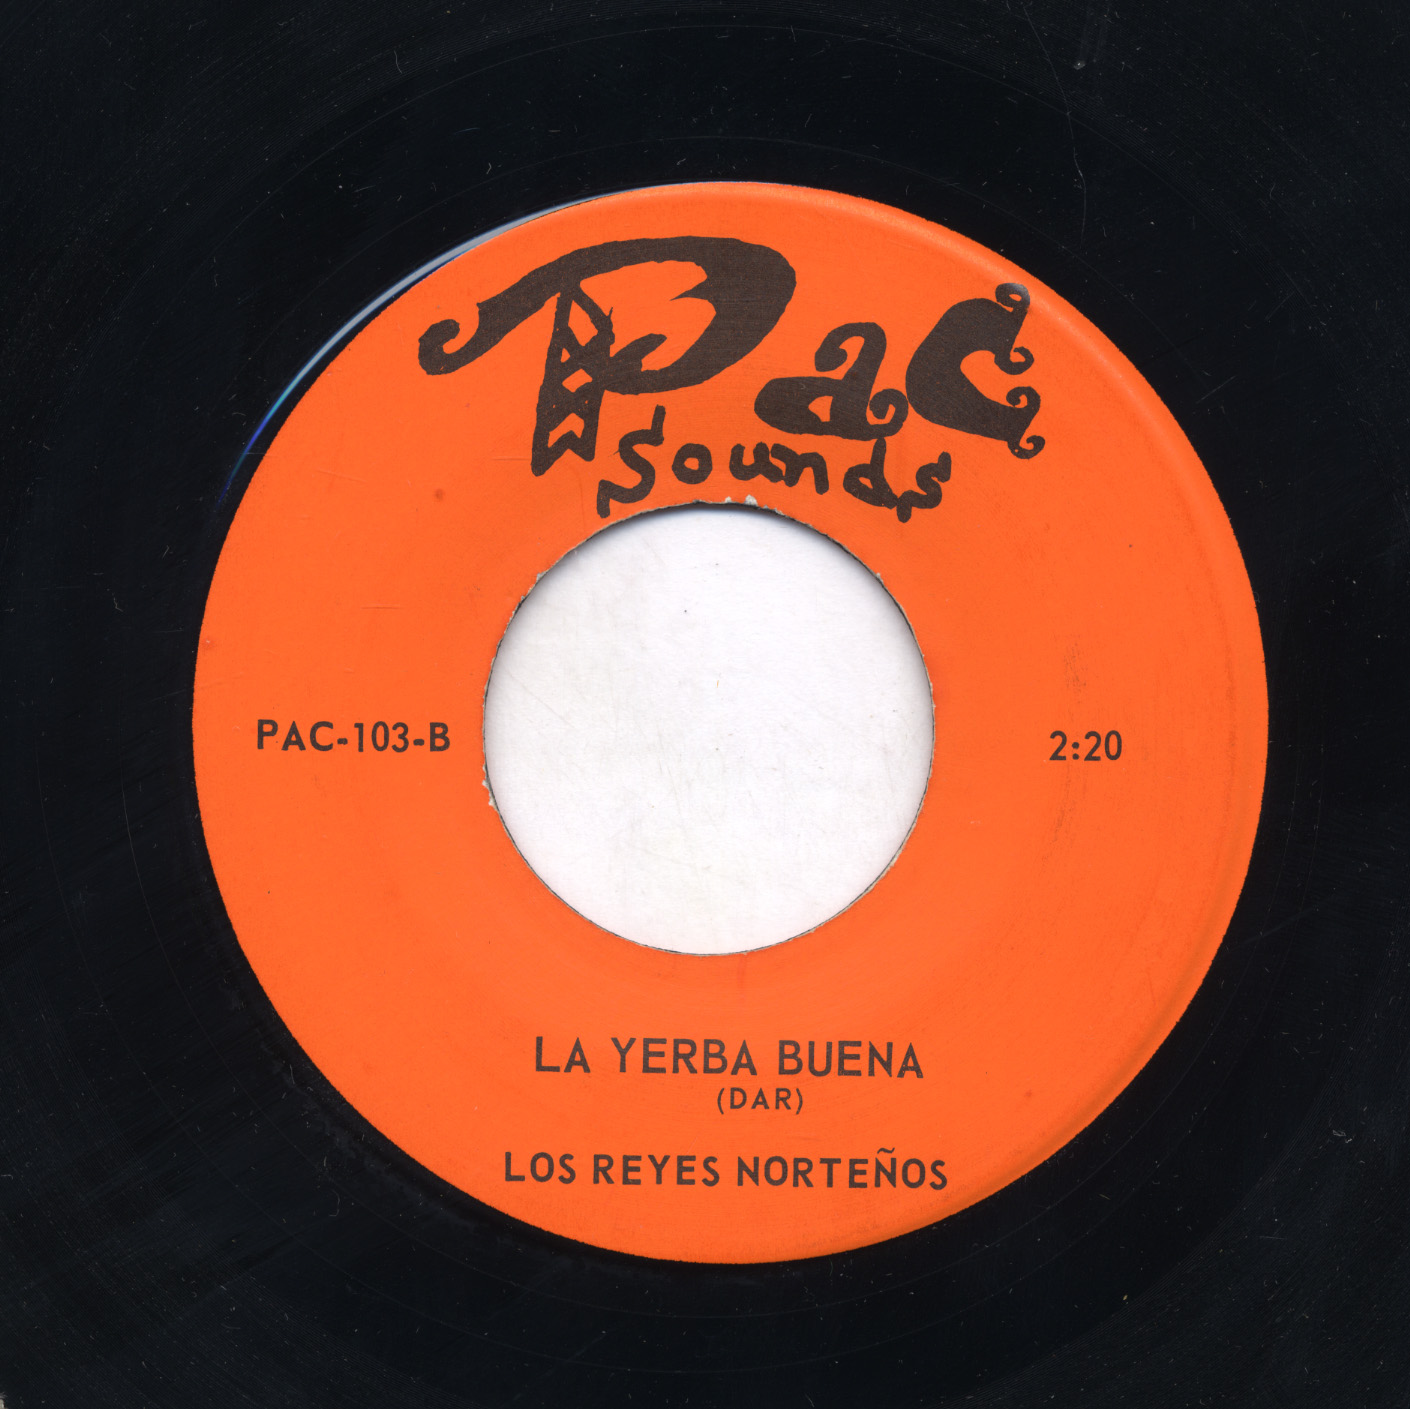 Pac
Sounds
PAC-103-B
2:20
LA YERBA BUENA
(DAR)
LOS REYES NORTEÑOS